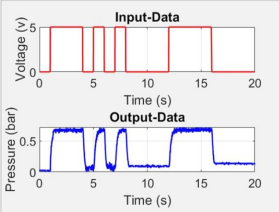 Input-Data
Voltage (v)
5
0
0 5 10 15 20
Time (s)
Output-Data
Pressure (bar)
0.5
0
0 5 10 15 20
Time (s)